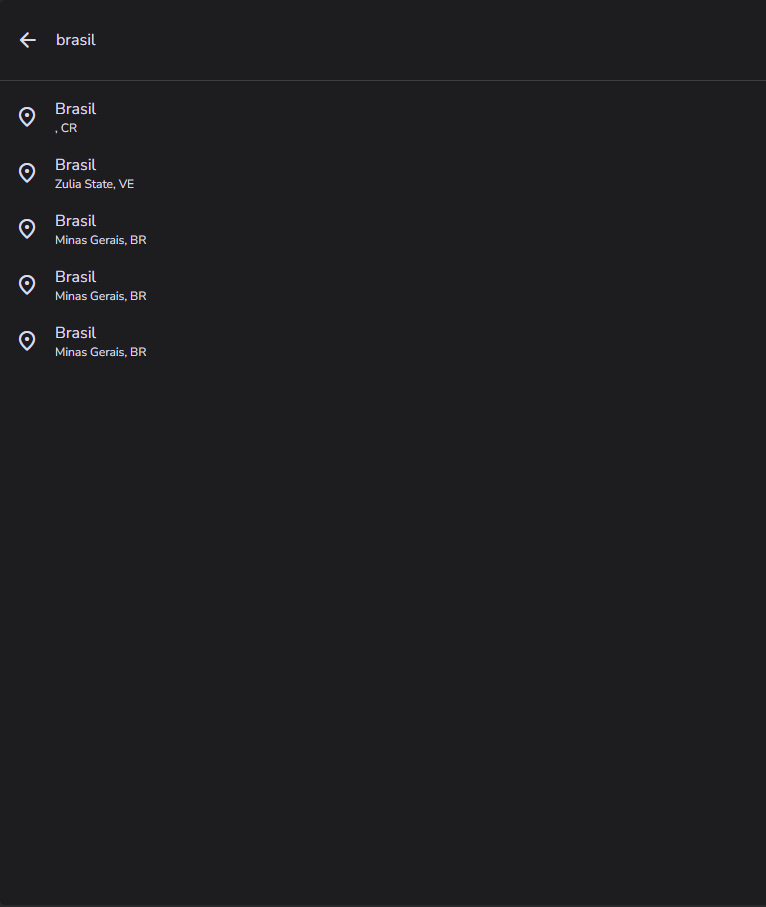 brasil
Brasil
, CR
Brasil
Zulia State, VE
Brasil
Minas Gerais, BR
Brasil
Minas Gerais, BR
Brasil
Minas Gerais, BR